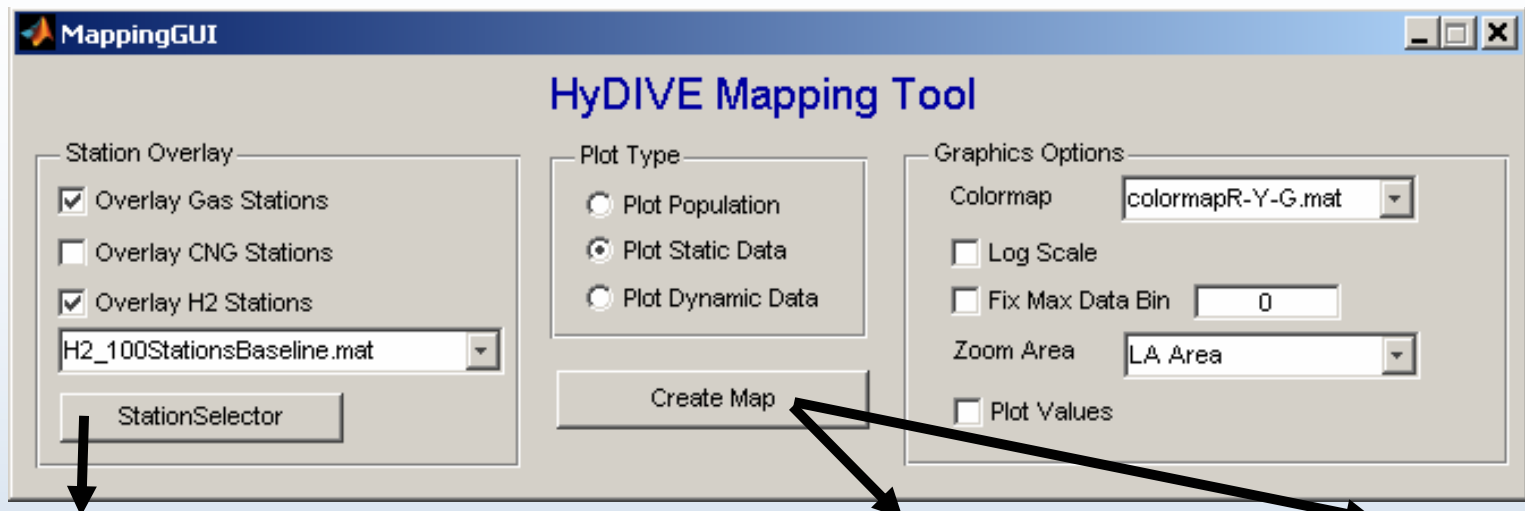 MappingGUI
HyDIVE Mapping Tool
Station Overlay
Overlay Gas Stations
Overlay CNG Stations
Overlay H2 Stations
H2_100StationsBaseline.mat
StationSelector
Plot Type
Plot Population
Plot Static Data
Plot Dynamic Data
Create Map
Graphics Options
Colormap colormapR-Y-G.mat
Log Scale
Fix Max Data Bin 0
Zoom Area LA Area
Plot Values